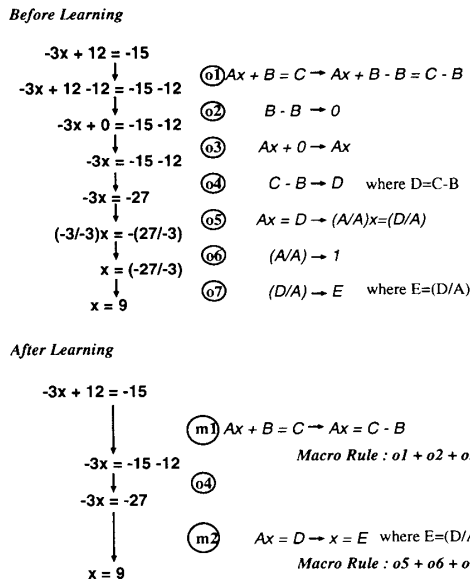 Before Learning
-3x + 12 = -15
o1 Ax + B = C → Ax + B - B = C - B
-3x + 12 -12 = -15 -12
o2 B - B → 0
-3x + 0 = -15 -12
o3 Ax + 0 → Ax
-3x = -15 -12
o4 C - B → D where D=C-B
-3x = -27
o5 Ax = D → (A/A)x=(D/A)
(-3/-3)x = -(27/-3)
o6 (A/A) → 1
x = (-27/-3)
o7 (D/A) → E where E=(D/A)
x = 9
After Learning
-3x + 12 = -15
m1 Ax + B = C → Ax = C - B
Macro Rule : o1 + o2 + o
-3x = -15 -12
o4
-3x = -27
m2 Ax = D → x = E where E=(D/
Macro Rule : o5 + o6 + o
x = 9